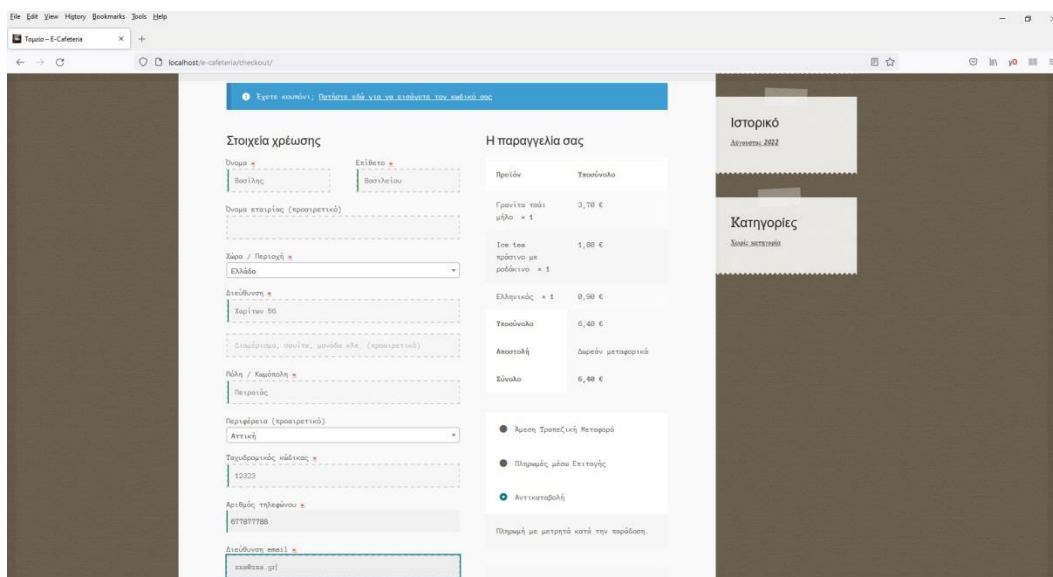 File Edit View History Bookmarks Tools Help
Ταμείο – E-Cafeteria
localhost/e-cafeteria/checkout/
Έχετε κουπόνι; Πατήστε εδώ για να εισάγετε τον κωδικό σας
Στοιχεία χρέωσης
Όνομα * Επίθετο *
Βασίλης Βασιλείου
Όνομα εταιρίας (προαιρετικό)
Χώρα / Περιοχή *
Ελλάδα
Διεύθυνση *
Χαρίτων 56
Διαμέρισμα, σουίτα, μονάδα κλπ. (προαιρετικό)
Πόλη / Κωμόπολη *
Πειραιάς
Περιφέρεια (προαιρετικό)
Αττική
Ταχυδρομικός κώδικας *
12323
Αριθμός τηλεφώνου *
677877788
Διεύθυνση email *
Η παραγγελία σας
Προϊόν Υποσύνολο
Γρανίτα τσάι 3,70 €
μήλο × 1
Ice tea 1,80 €
πράσινο με
ροδάκινο × 1
Ελληνικός × 1 0,90 €
Υποσύνολο 6,40 €
Αποστολή Δωρεάν μεταφορικά
Σύνολο 6,40 €
Άμεση Τραπεζική Μεταφορά
Πληρωμές μέσω Επιταγής
Αντικαταβολή
Πληρωμή με μετρητά κατά την παράδοση.
Ιστορικό
Αύγουστος 2022
Κατηγορίες
Χωρίς κατηγορία